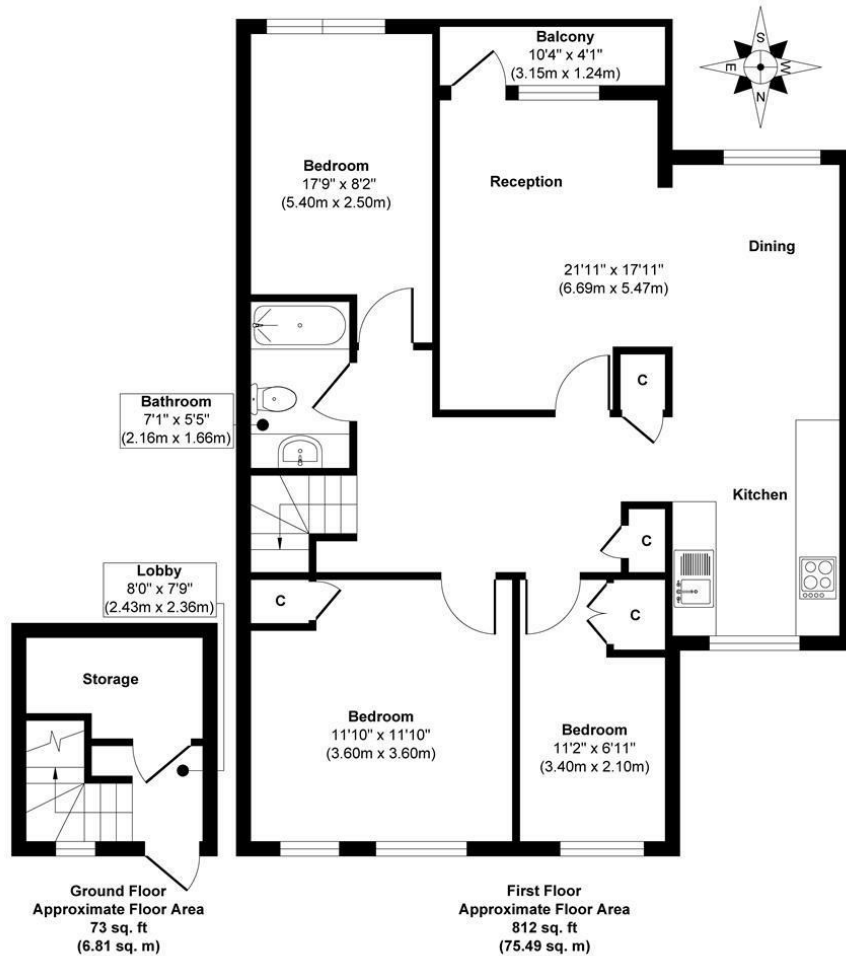 Balcony
10'4" x 4'1"
(3.15m x 1.24m)
S
E
W
N
Bedroom
17'9" x 8'2"
(5.40m x 2.50m)
Reception
Dining
21'11" x 17'11"
(6.69m x 5.47m)
C
Bathroom
7'1" x 5'5"
(2.16m x 1.66m)
Kitchen
C
Lobby
8'0" x 7'9"
(2.43m x 2.36m)
C
C
Storage
Bedroom
11'10" x 11'10"
(3.60m x 3.60m)
Bedroom
11'2" x 6'11"
(3.40m x 2.10m)
Ground Floor
Approximate Floor Area
73 sq. ft
(6.81 sq. m)
First Floor
Approximate Floor Area
812 sq. ft
(75.49 sq. m)